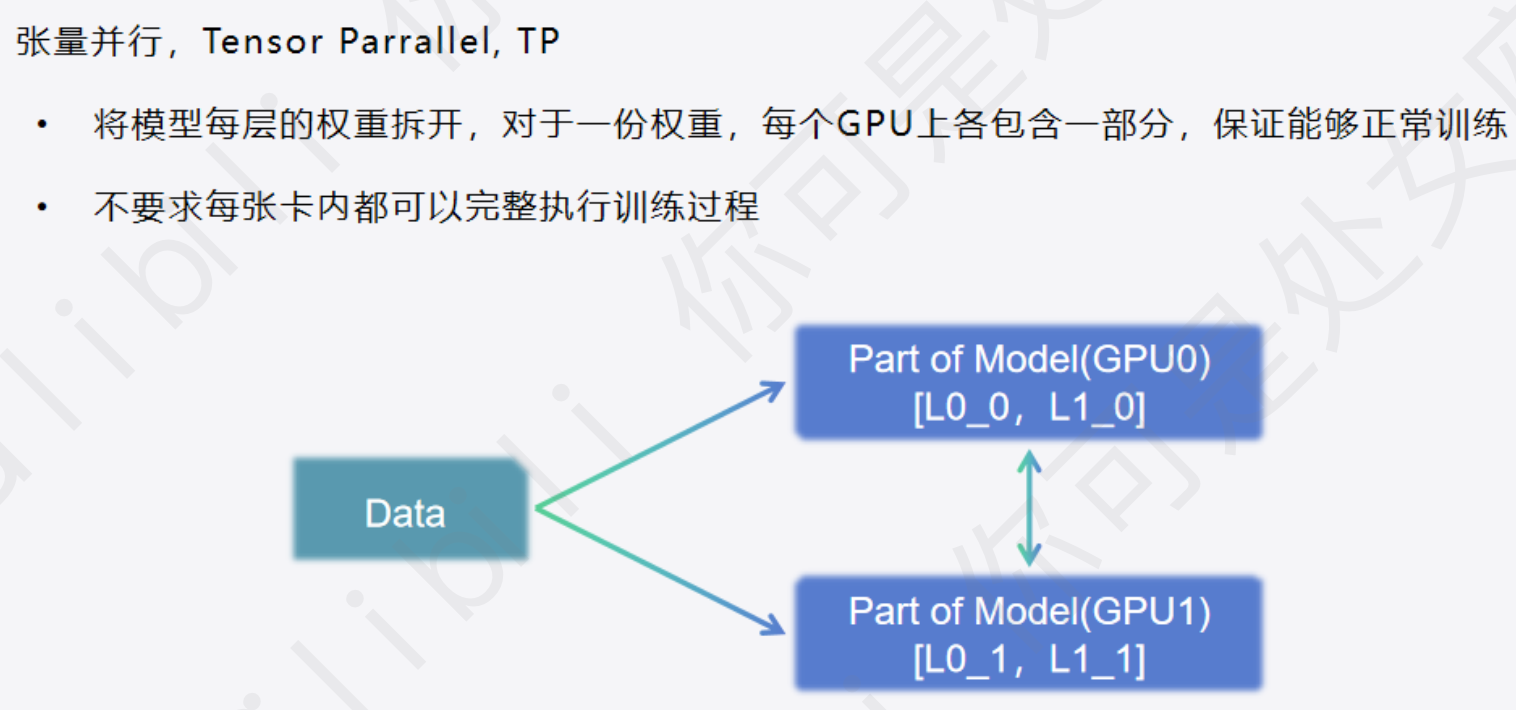 张量并行，Tensor Parrallel, TP
• 将模型每层的权重拆开，对于一份权重，每个GPU上各包含一部分，保证能够正常训练
• 不要求每张卡内都可以完整执行训练过程
Part of Model(GPU0)
[L0_0，L1_0]
Data
Part of Model(GPU1)
[L0_1，L1_1]